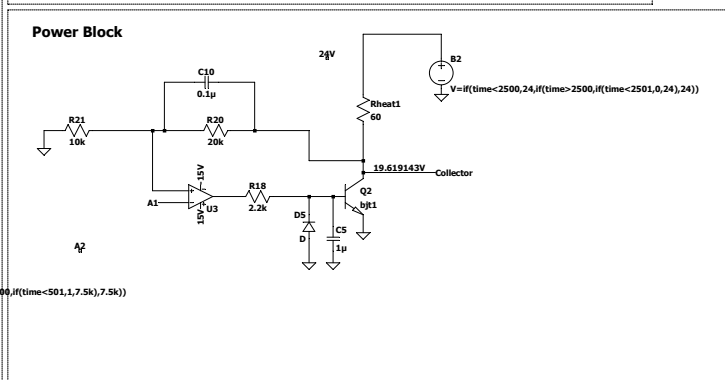 Power Block
24V
B2
V=if(time<2500,24,if(time>2500,if(time<2501,0,24),24))
C10
0.1µ
Rheat1
60
R21
10k
R20
20k
19.619143V
Collector
15V
R18
2.2k
Q2
bjt1
A1
U3
15V
D5
D
C5
1µ
A2
00,if(time<501,1,7.5k),7.5k))